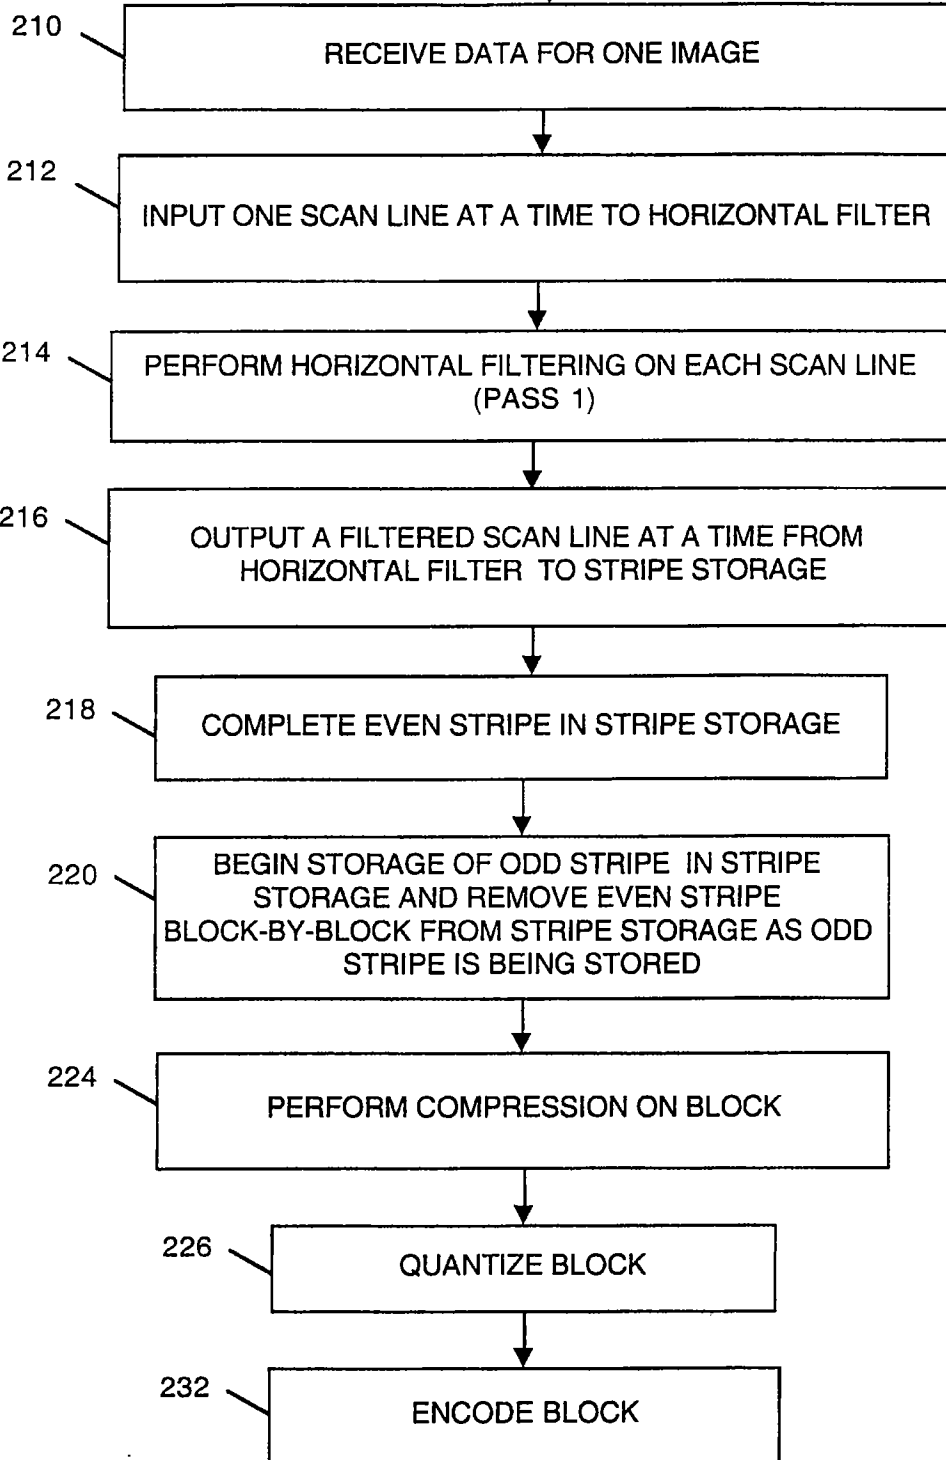 210
RECEIVE DATA FOR ONE IMAGE
212
INPUT ONE SCAN LINE AT A TIME TO HORIZONTAL FILTER
214
PERFORM HORIZONTAL FILTERING ON EACH SCAN LINE
(PASS 1)
216
OUTPUT A FILTERED SCAN LINE AT A TIME FROM
HORIZONTAL FILTER TO STRIPE STORAGE
218
COMPLETE EVEN STRIPE IN STRIPE STORAGE
220
BEGIN STORAGE OF ODD STRIPE IN STRIPE
STORAGE AND REMOVE EVEN STRIPE
BLOCK-BY-BLOCK FROM STRIPE STORAGE AS ODD
STRIPE IS BEING STORED
224
PERFORM COMPRESSION ON BLOCK
226
QUANTIZE BLOCK
232
ENCODE BLOCK